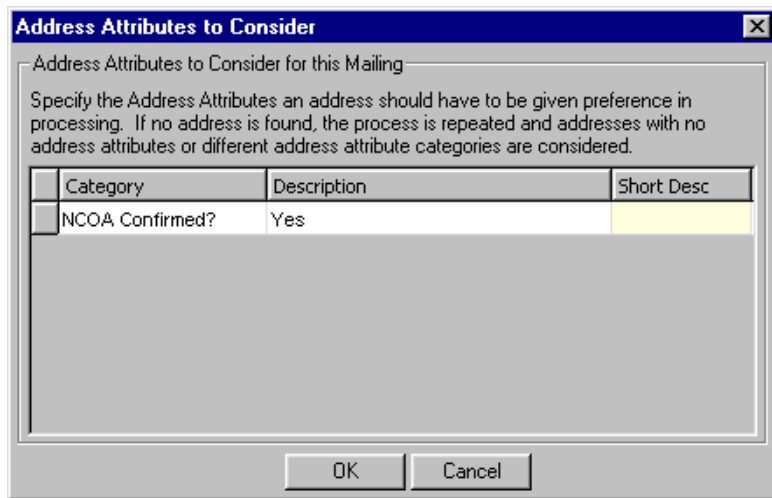 Address Attributes to Consider
Address Attributes to Consider for this Mailing
Specify the Address Attributes an address should have to be given preference in
processing. If no address is found, the process is repeated and addresses with no
address attributes or different address attribute categories are considered.
Category Description Short Desc
NCOA Confirmed? Yes
OK Cancel